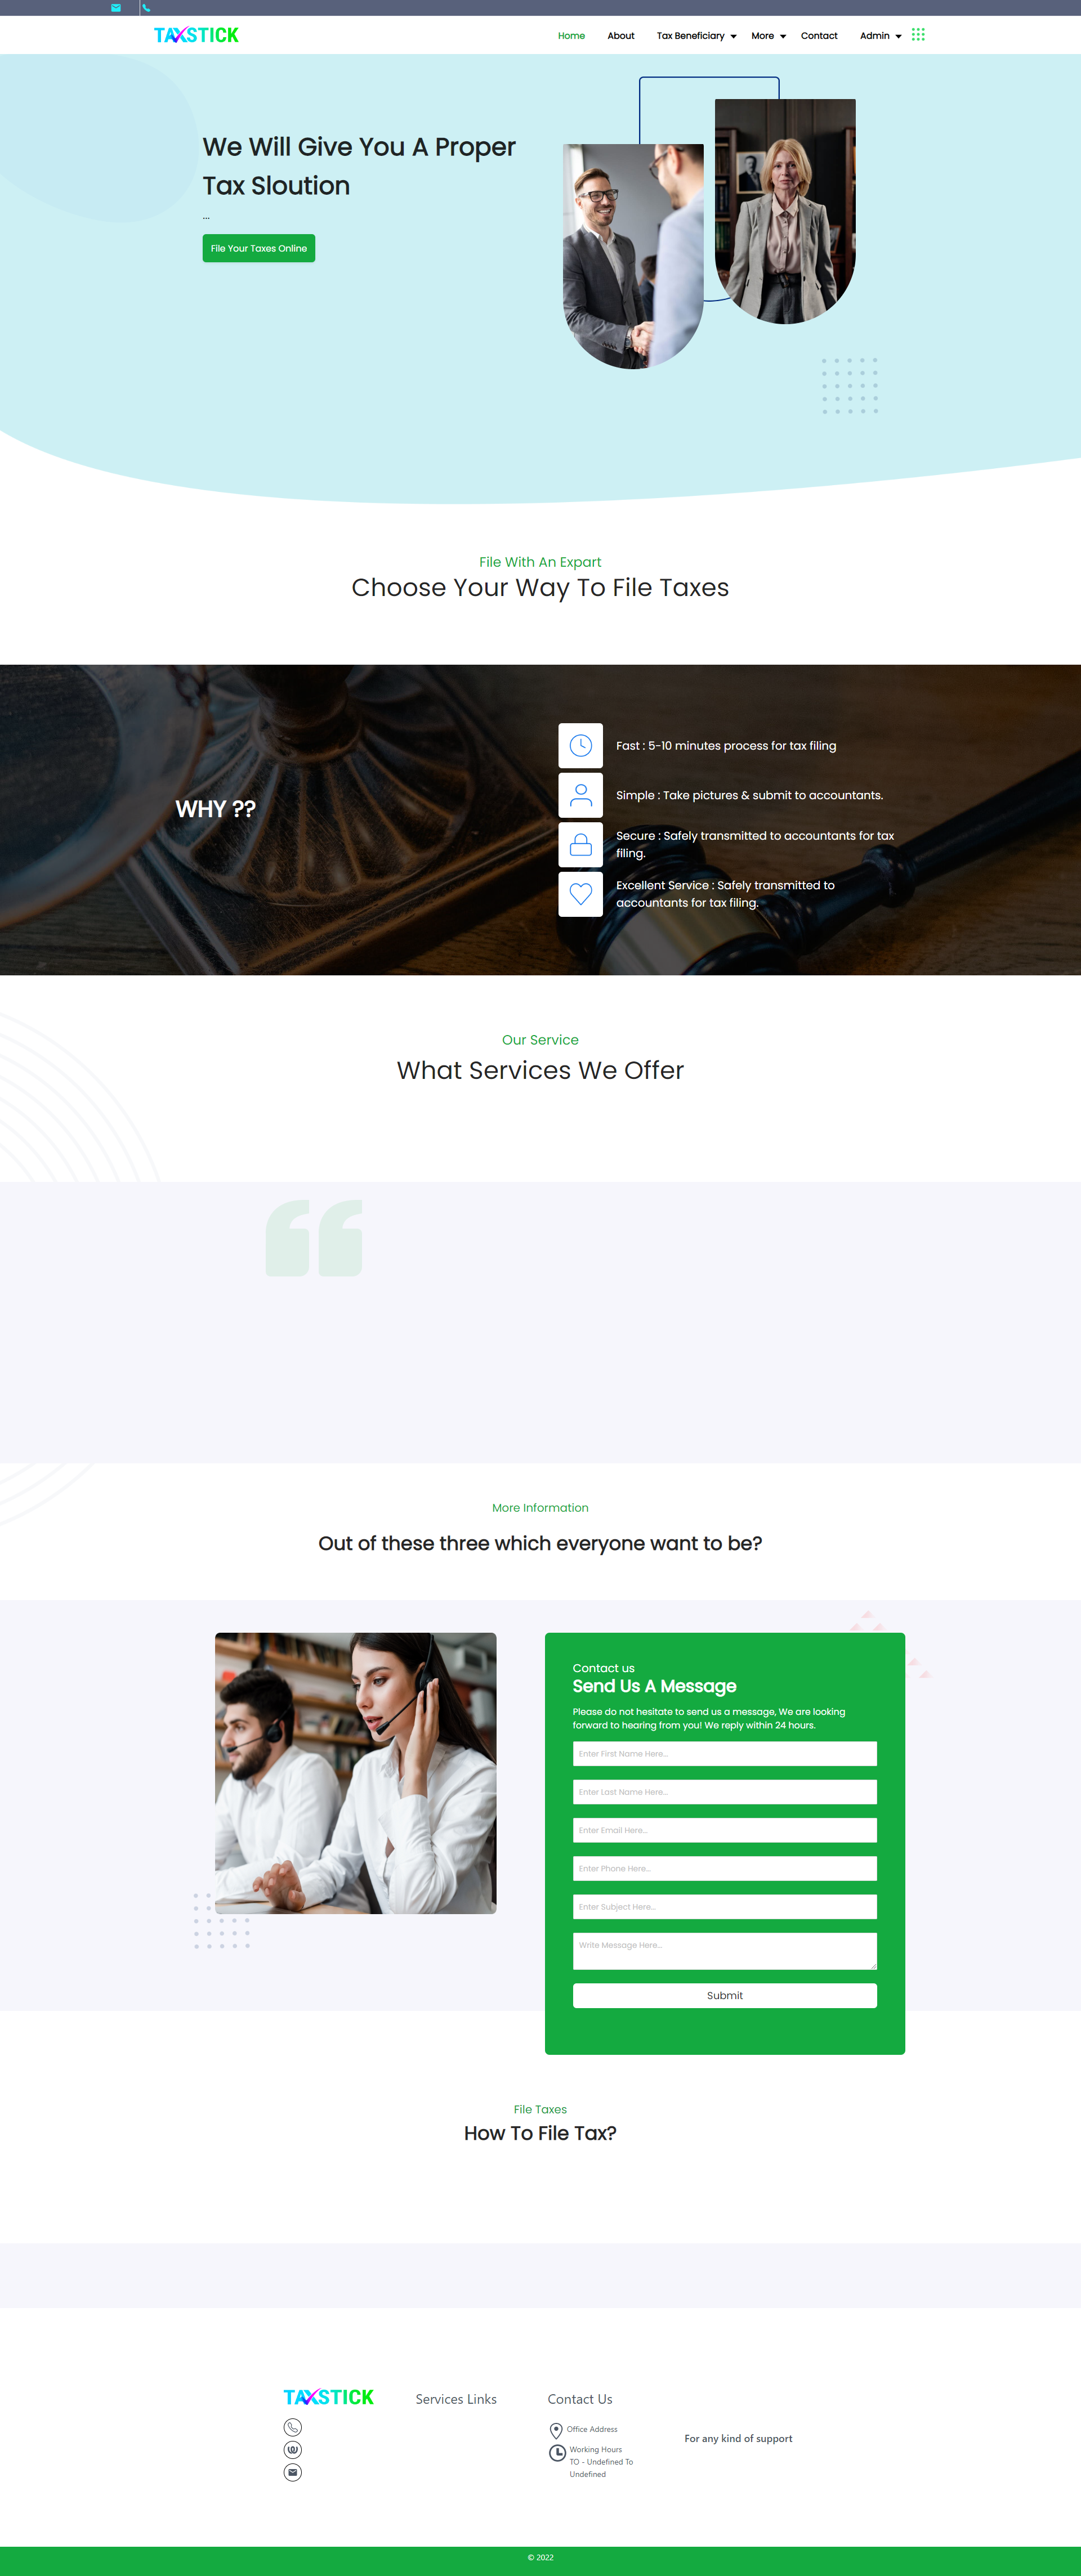 TAXSTICK
Home About Tax Beneficiary More Contact Admin
We Will Give You A Proper
Tax Sloution
...
File Your Taxes Online
File With An Expart
Choose Your Way To File Taxes
WHY ??
Fast : 5-10 minutes process for tax filing
Simple : Take pictures & submit to accountants.
Secure : Safely transmitted to accountants for tax
filing.
Excellent Service : Safely transmitted to
accountants for tax filing.
Our Service
What Services We Offer
More Information
Out of these three which everyone want to be?
Contact us
Send Us A Message
Please do not hesitate to send us a message, We are looking
forward to hearing from you! We reply within 24 hours.
Enter First Name Here...
Enter Last Name Here...
Enter Email Here...
Enter Phone Here...
Enter Subject Here...
Write Message Here...
Submit
File Taxes
How To File Tax?
TAXSTICK
Services Links
Contact Us
Office Address
Working Hours
TO - Undefined To
Undefined
For any kind of support
© 2022